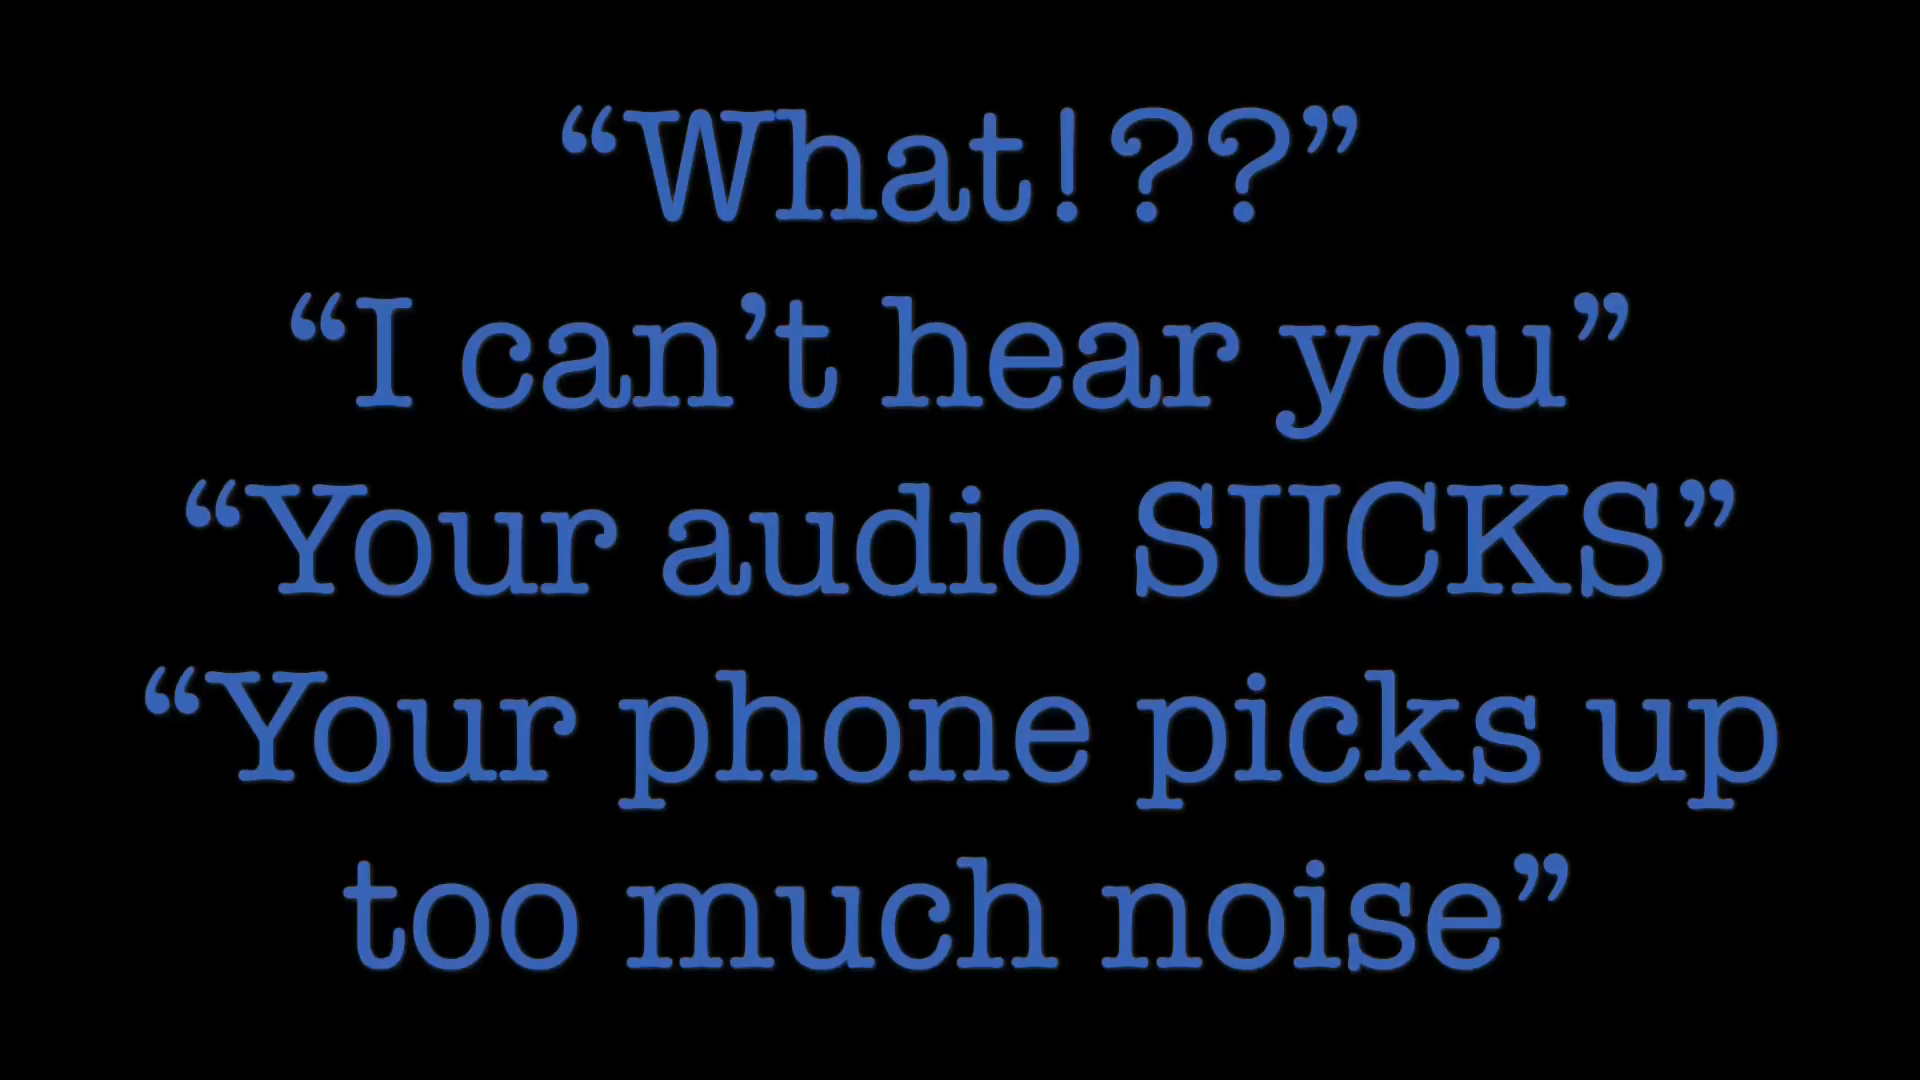 “What!??”
“I can’t hear you”
“Your audio SUCKS”
“Your phone picks up
too much noise”